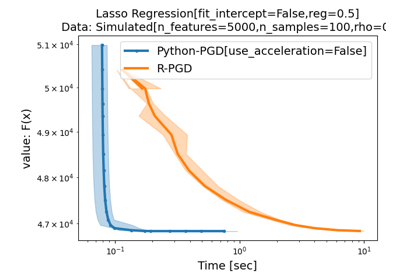 Lasso Regression[fit_intercept=False,reg=0.5]
Data: Simulated[n_features=5000,n_samples=100,rho=0
Python-PGD[use_acceleration=False]
R-PGD
value: F(x)
5.1 × 10⁴
5 × 10⁴
4.9 × 10⁴
4.8 × 10⁴
4.7 × 10⁴
10⁻¹ 10⁰ 10¹
Time [sec]